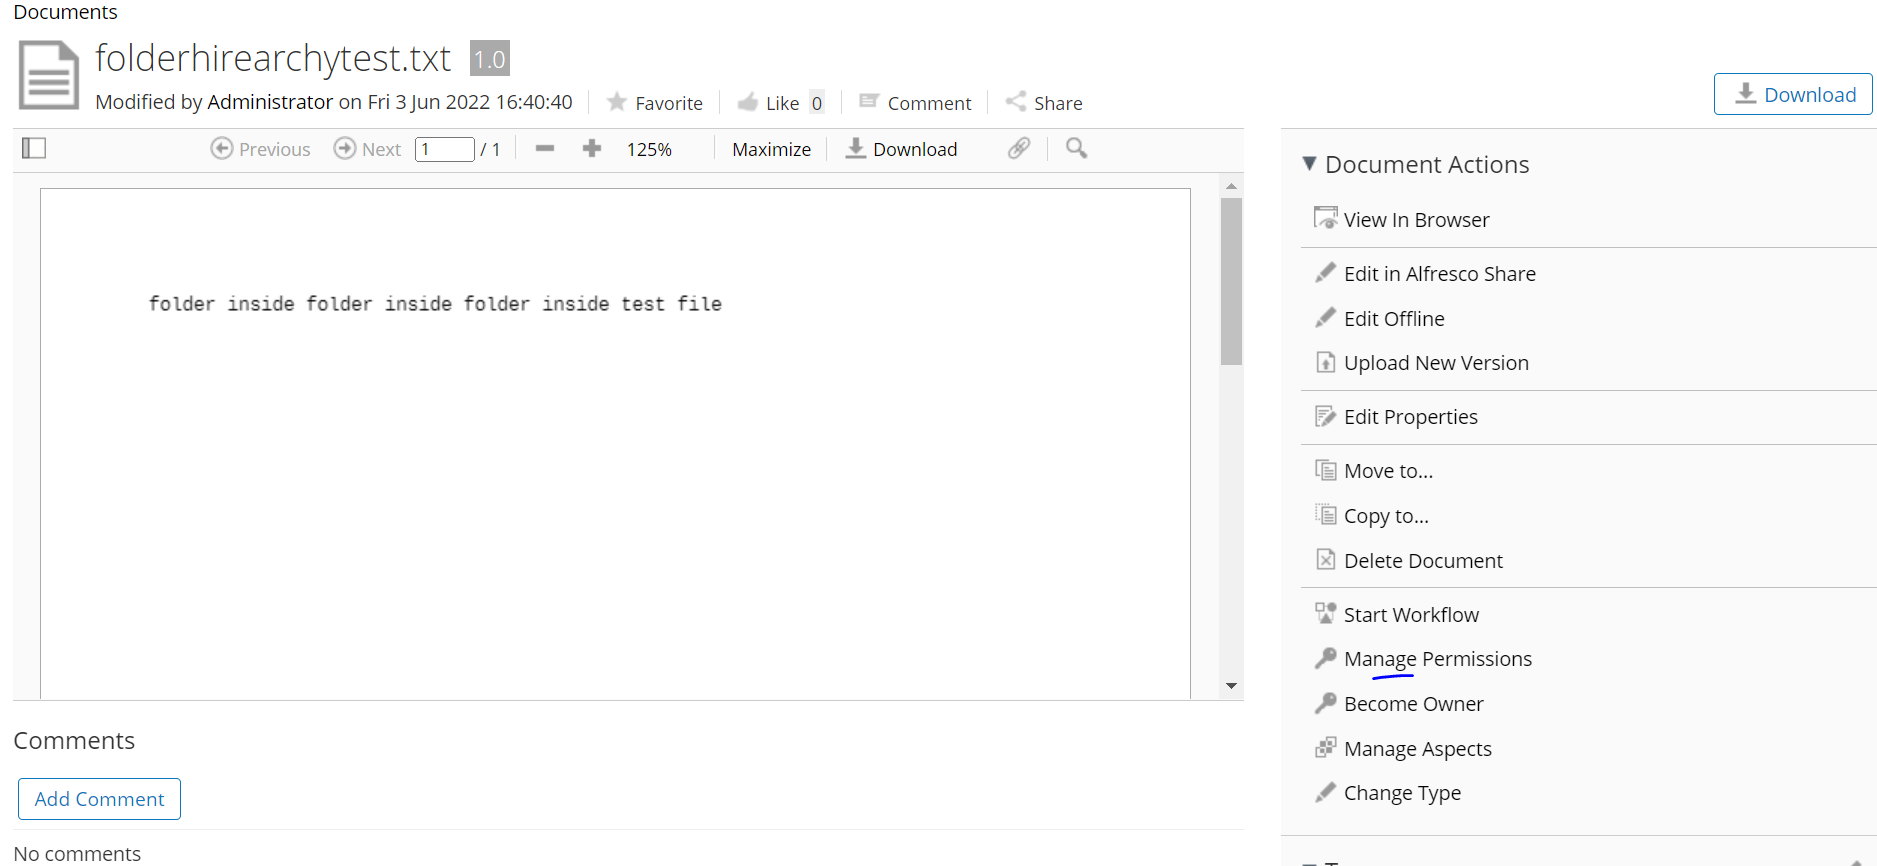 Documents
folderhirearchytest.txt 1.0
Modified by Administrator on Fri 3 Jun 2022 16:40:40 Favorite Like 0 Comment Share
Download
Previous Next 1 / 1 125% Maximize Download
folder inside folder inside folder inside test file
Comments
Add Comment
No comments
Document Actions
View In Browser
Edit in Alfresco Share
Edit Offline
Upload New Version
Edit Properties
Move to...
Copy to...
Delete Document
Start Workflow
Manage Permissions
Become Owner
Manage Aspects
Change Type